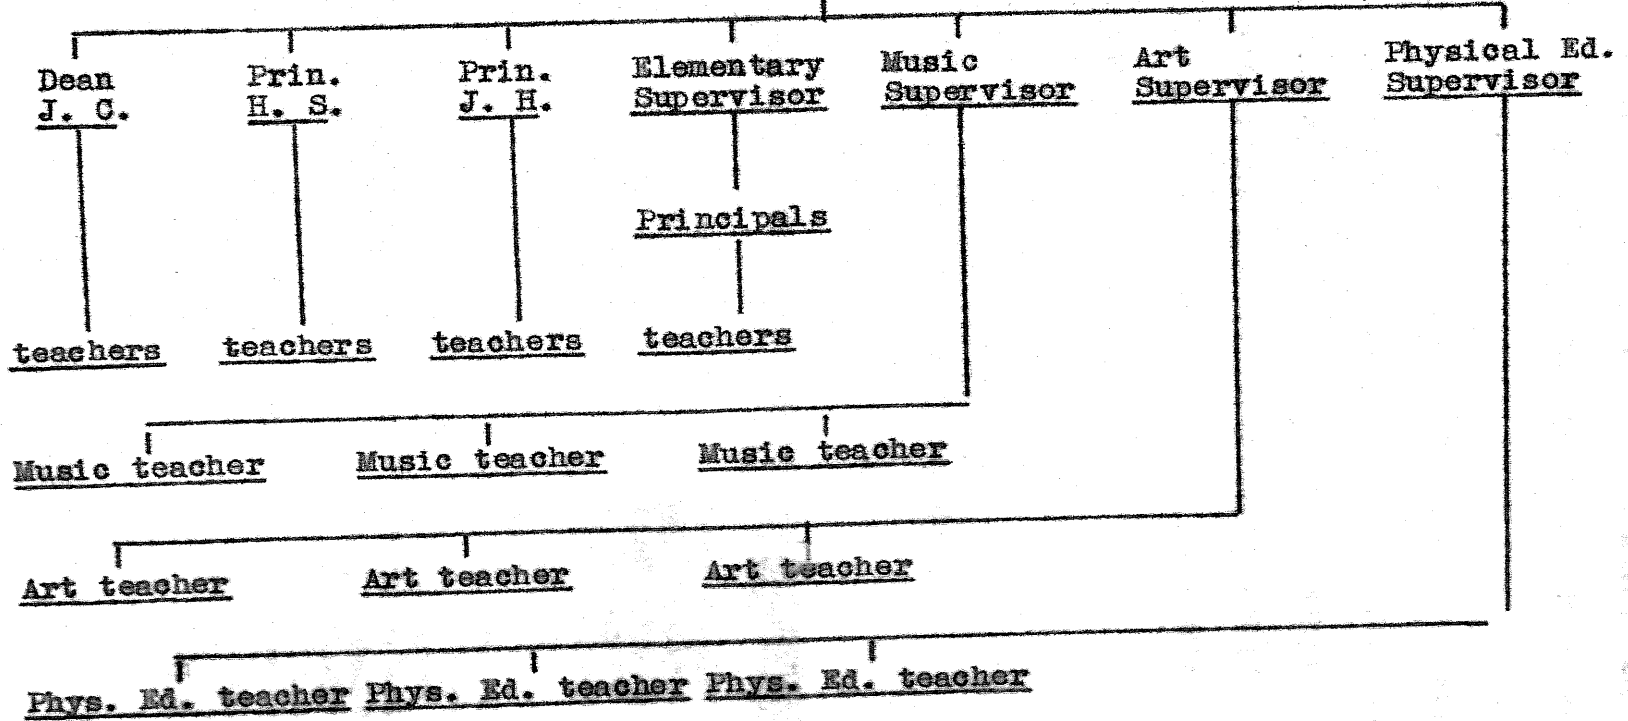 Dean
J. C.
Prin.
H. S.
Prin.
J. H.
Elementary
Supervisor
Music
Supervisor
Art
Supervisor
Physical Ed.
Supervisor
Principals
teachers
teachers
teachers
teachers
Music teacher
Music teacher
Music teacher
Art teacher
Art teacher
Art teacher
Phys. Ed. teacher
Phys. Ed. teacher
Phys. Ed. teacher